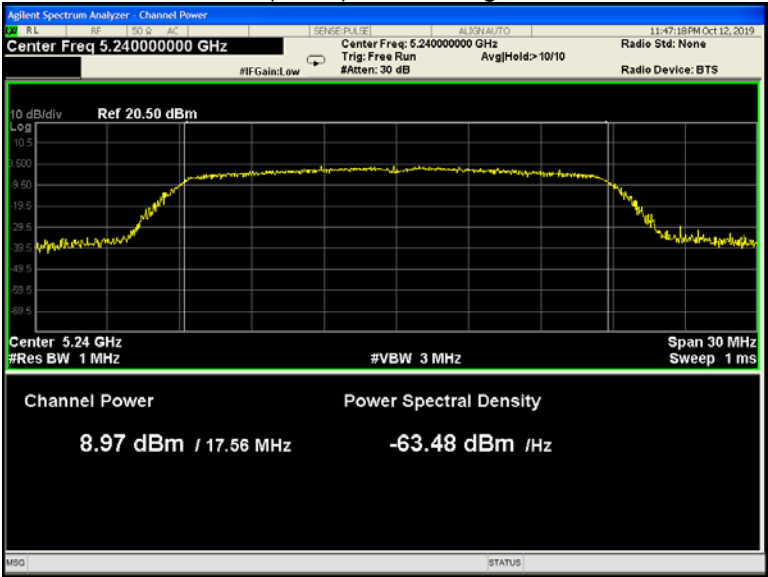 Agilent Spectrum Analyzer - Channel Power
RL RF 50 Ω AC SENSE:PULSE ALIGN AUTO 11:47:18 PM Oct 12, 2019
Center Freq 5.240000000 GHz Center Freq: 5.240000000 GHz Radio Std: None
Trig: Free Run Avg|Hold:>10/10
#IFGain:Low #Atten: 30 dB Radio Device: BTS
10 dB/div Ref 20.50 dBm
Log
10.5
0.500
-9.50
-19.5
-29.5
-39.5
-49.5
-59.5
-69.5
Center 5.24 GHz Span 30 MHz
#Res BW 1 MHz #VBW 3 MHz Sweep 1 ms
Channel Power Power Spectral Density
8.97 dBm / 17.56 MHz -63.48 dBm /Hz
MSG STATUS